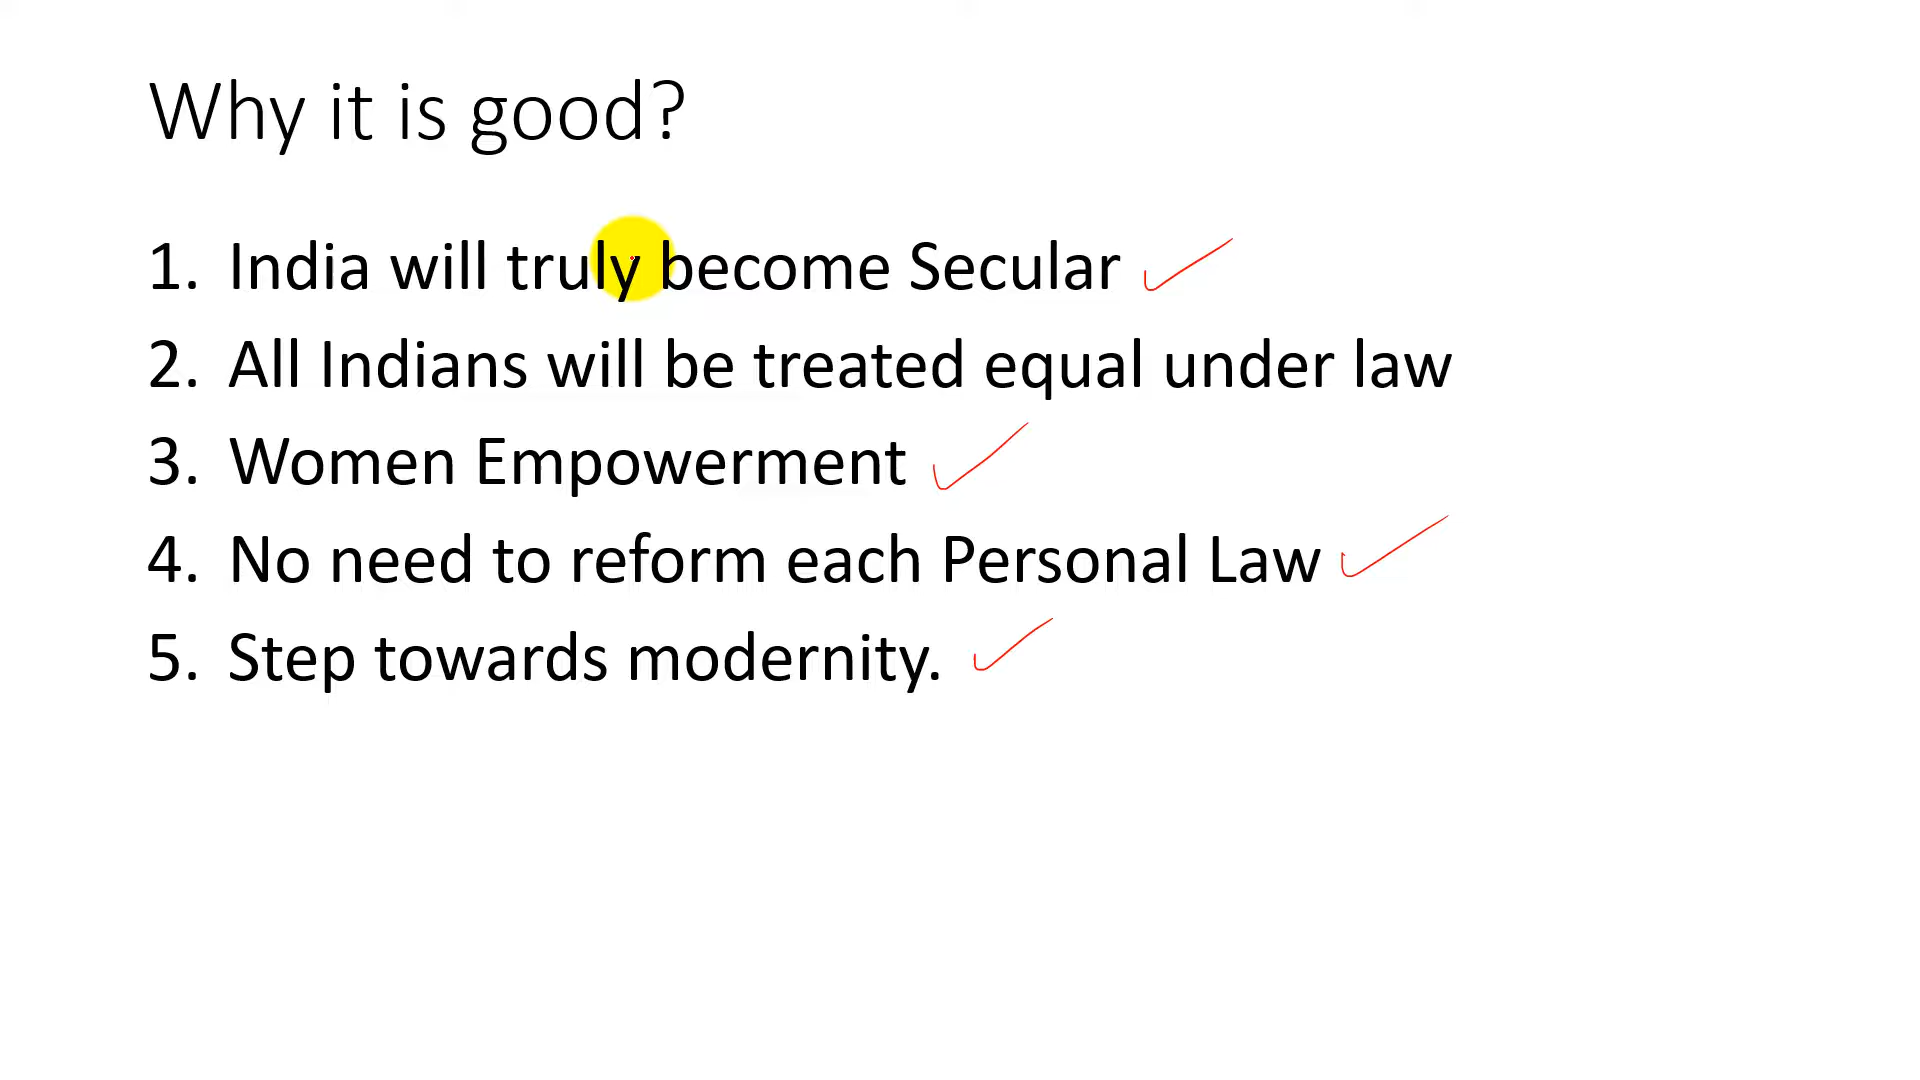 Why it is good?
1. India will truly become Secular
2. All Indians will be treated equal under law
3. Women Empowerment
4. No need to reform each Personal Law
5. Step towards modernity.